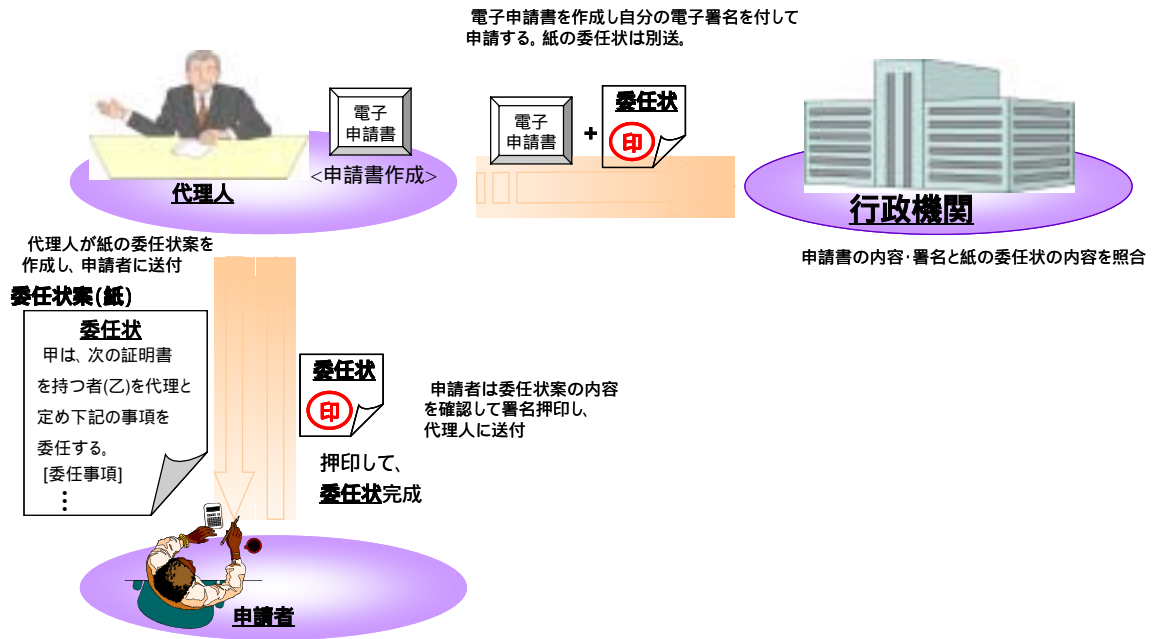 電子申請書を作成し自分の電子署名を付して
申請する。紙の委任状は別送。
電子
申請書
<申請書作成>
代理人
電子
申請書
+
委任状
印
行政機関
申請書の内容・署名と紙の委任状の内容を照合
代理人が紙の委任状案を
作成し、申請者に送付
委任状案(紙)
委任状
甲は、次の証明書
を持つ者(乙)を代理と
定め下記の事項を
委任する。
[委任事項]
⋮
委任状
印
押印して、
委任状完成
申請者は委任状案の内容
を確認して署名押印し、
代理人に送付
申請者